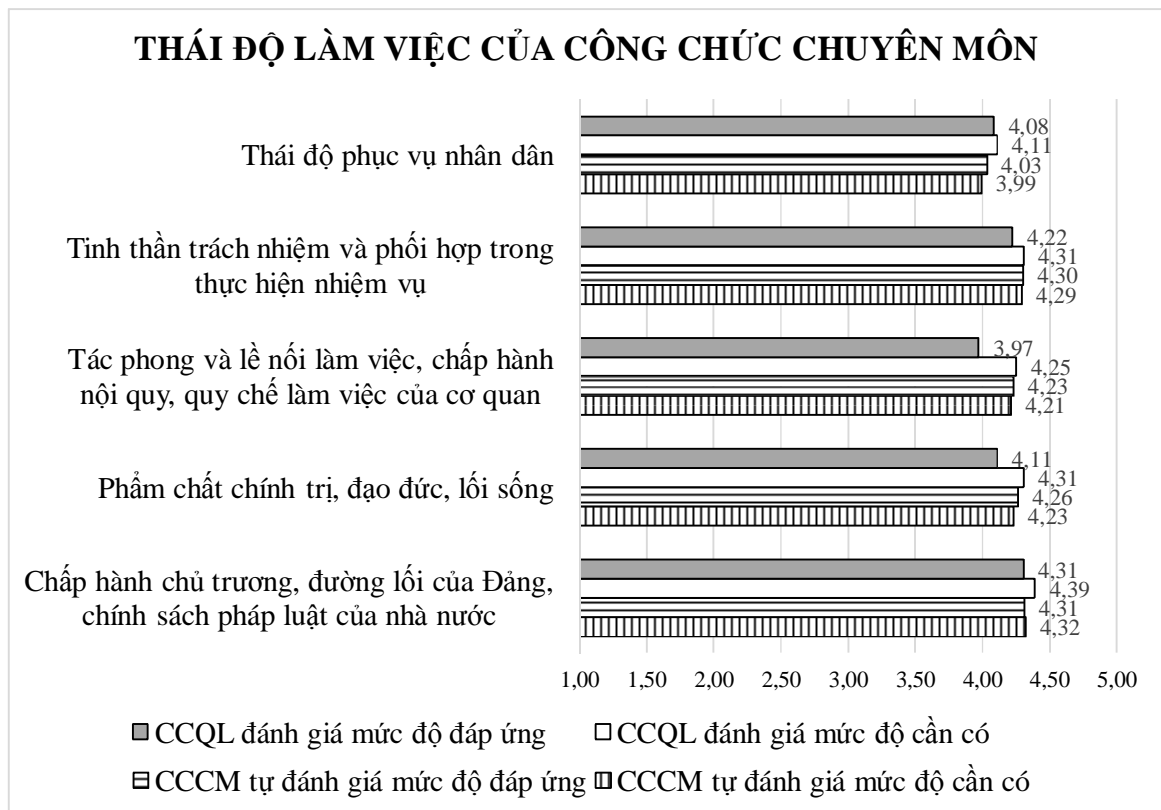 THÁI ĐỘ LÀM VIỆC CỦA CÔNG CHỨC CHUYÊN MÔN
Thái độ phục vụ nhân dân
4,08
4,11
4,03
3,99
Tinh thần trách nhiệm và phối hợp trong
thực hiện nhiệm vụ
4,22
4,31
4,30
4,29
Tác phong và lề nối làm việc, chấp hành
nội quy, quy chế làm việc của cơ quan
3,97
4,25
4,23
4,21
Phẩm chất chính trị, đạo đức, lối sống
4,11
4,31
4,26
4,23
Chấp hành chủ trương, đường lối của Đảng,
chính sách pháp luật của nhà nước
4,31
4,39
4,31
4,32
1,00 1,50 2,00 2,50 3,00 3,50 4,00 4,50 5,00
CCQL đánh giá mức độ đáp ứng CCQL đánh giá mức độ cần có
CCCM tự đánh giá mức độ đáp ứng CCCM tự đánh giá mức độ cần có